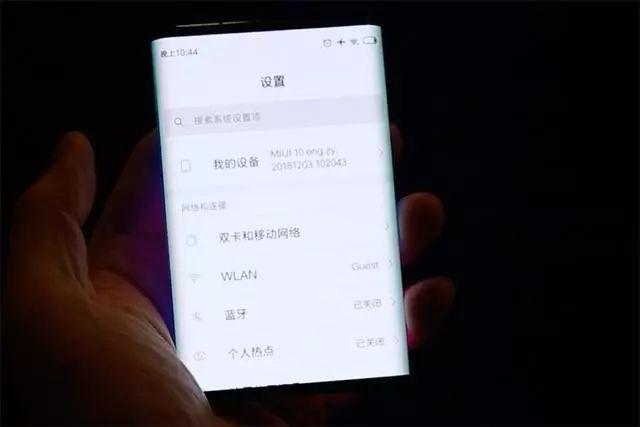 晚上10:44
设置
搜索系统设置项
我的设备
MIUI 10 eng.zy.
20181203.102043
网络和连接
双卡和移动网络
WLAN Guest
蓝牙 已关闭
个人热点 已关闭